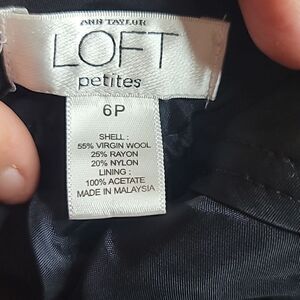 ANN TAYLOR
LOFT
petites
6P
SHELL :
55% VIRGIN WOOL
25% RAYON
20% NYLON
LINING :
100% ACETATE
MADE IN MALAYSIA